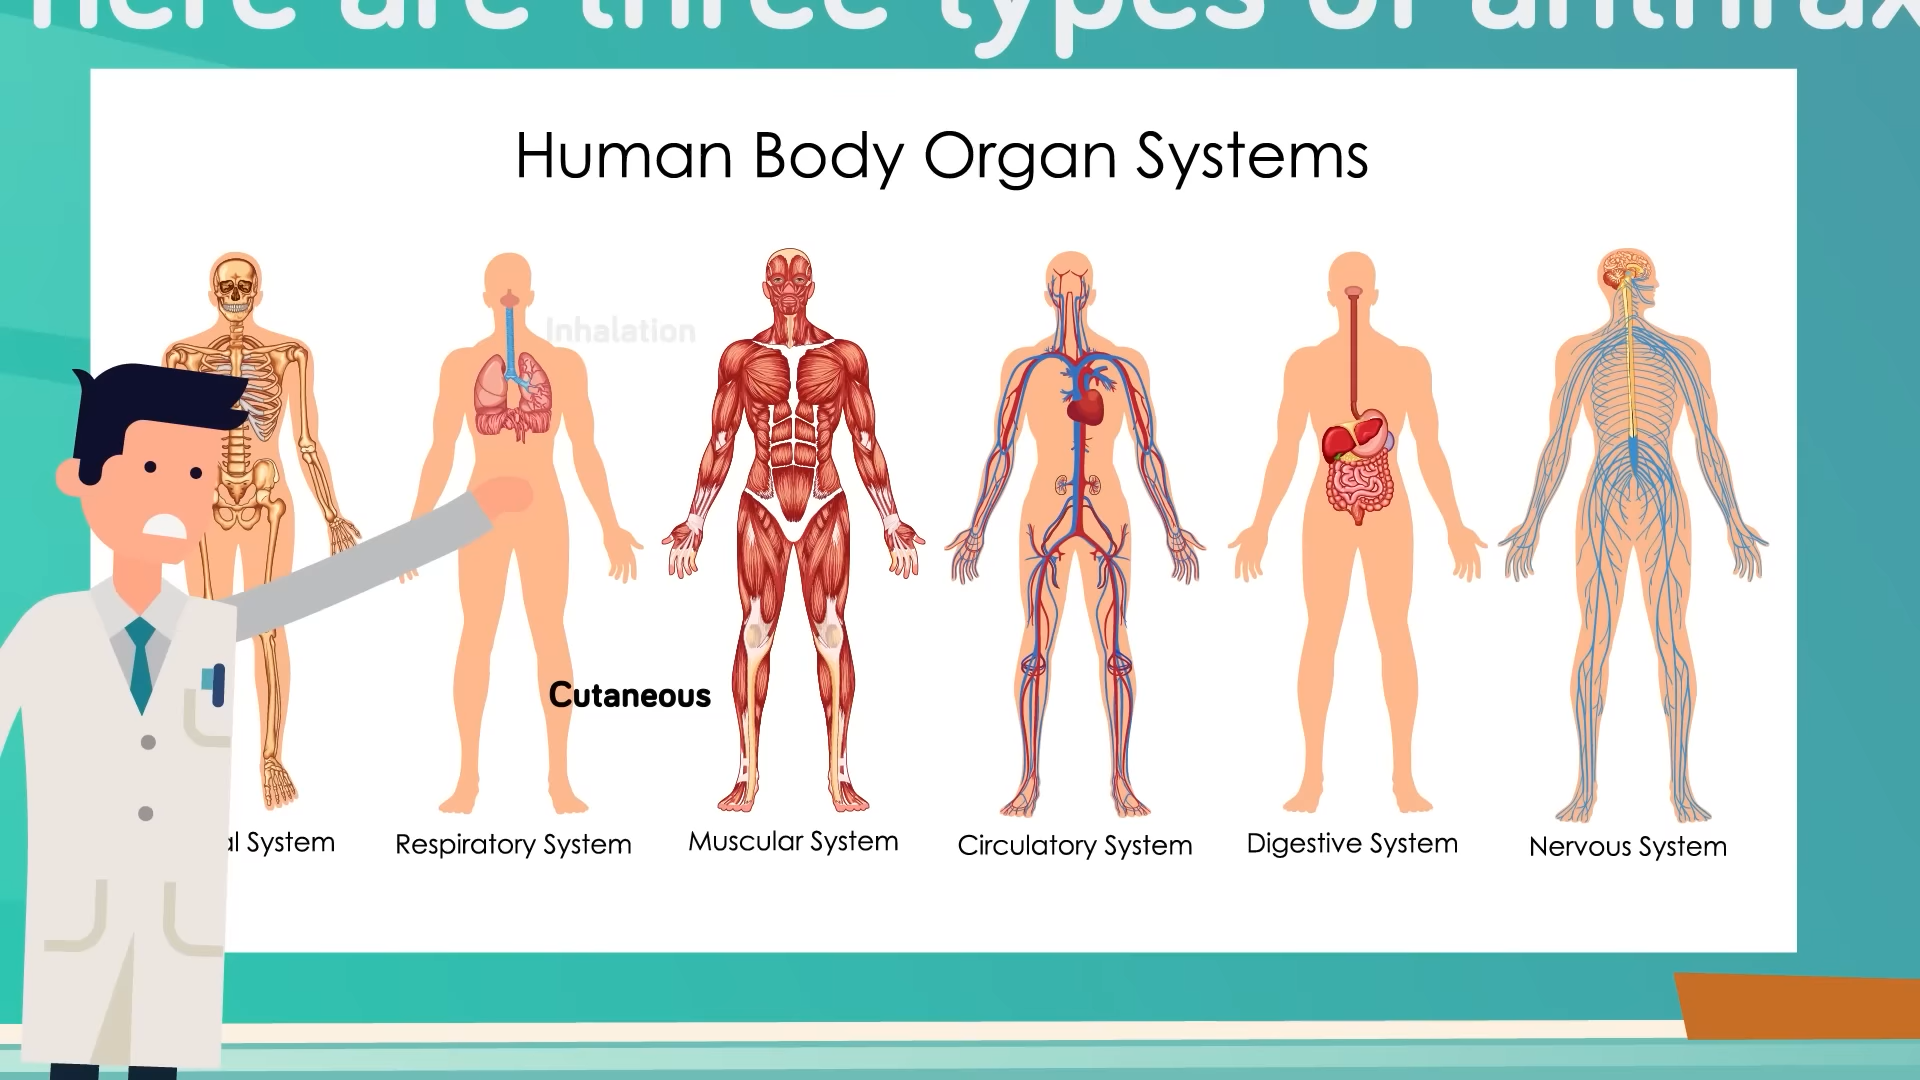 here are three types of anthrax
Human Body Organ Systems
Inhalation
Cutaneous
al System
Respiratory System
Muscular System
Circulatory System
Digestive System
Nervous System